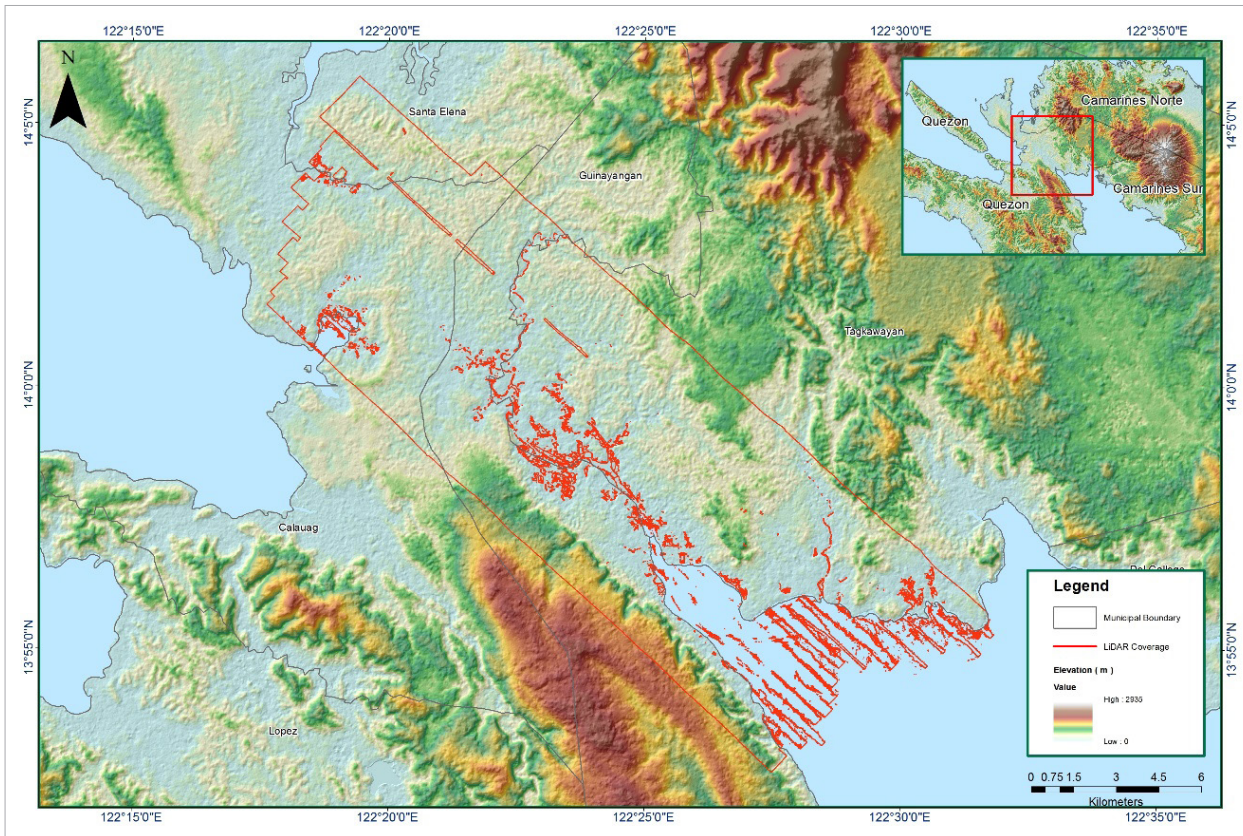 122°15'0"E
122°20'0"E
122°25'0"E
122°30'0"E
122°35'0"E
N
Santa Elena
Guinayangan
Tagkawayan
Calauag
Lopez
Quezon
Camarines Norte
Camarines Sur
Quezon
14°5'0"N
14°5'0"N
14°0'0"N
14°0'0"N
13°55'0"N
13°55'0"N
Legend
Municipal Boundary
LiDAR Coverage
Elevation ( m )
Value
High : 2935
Low : 0
0 0.75 1.5 3 4.5 6
Kilometers
122°15'0"E
122°20'0"E
122°25'0"E
122°30'0"E
122°35'0"E